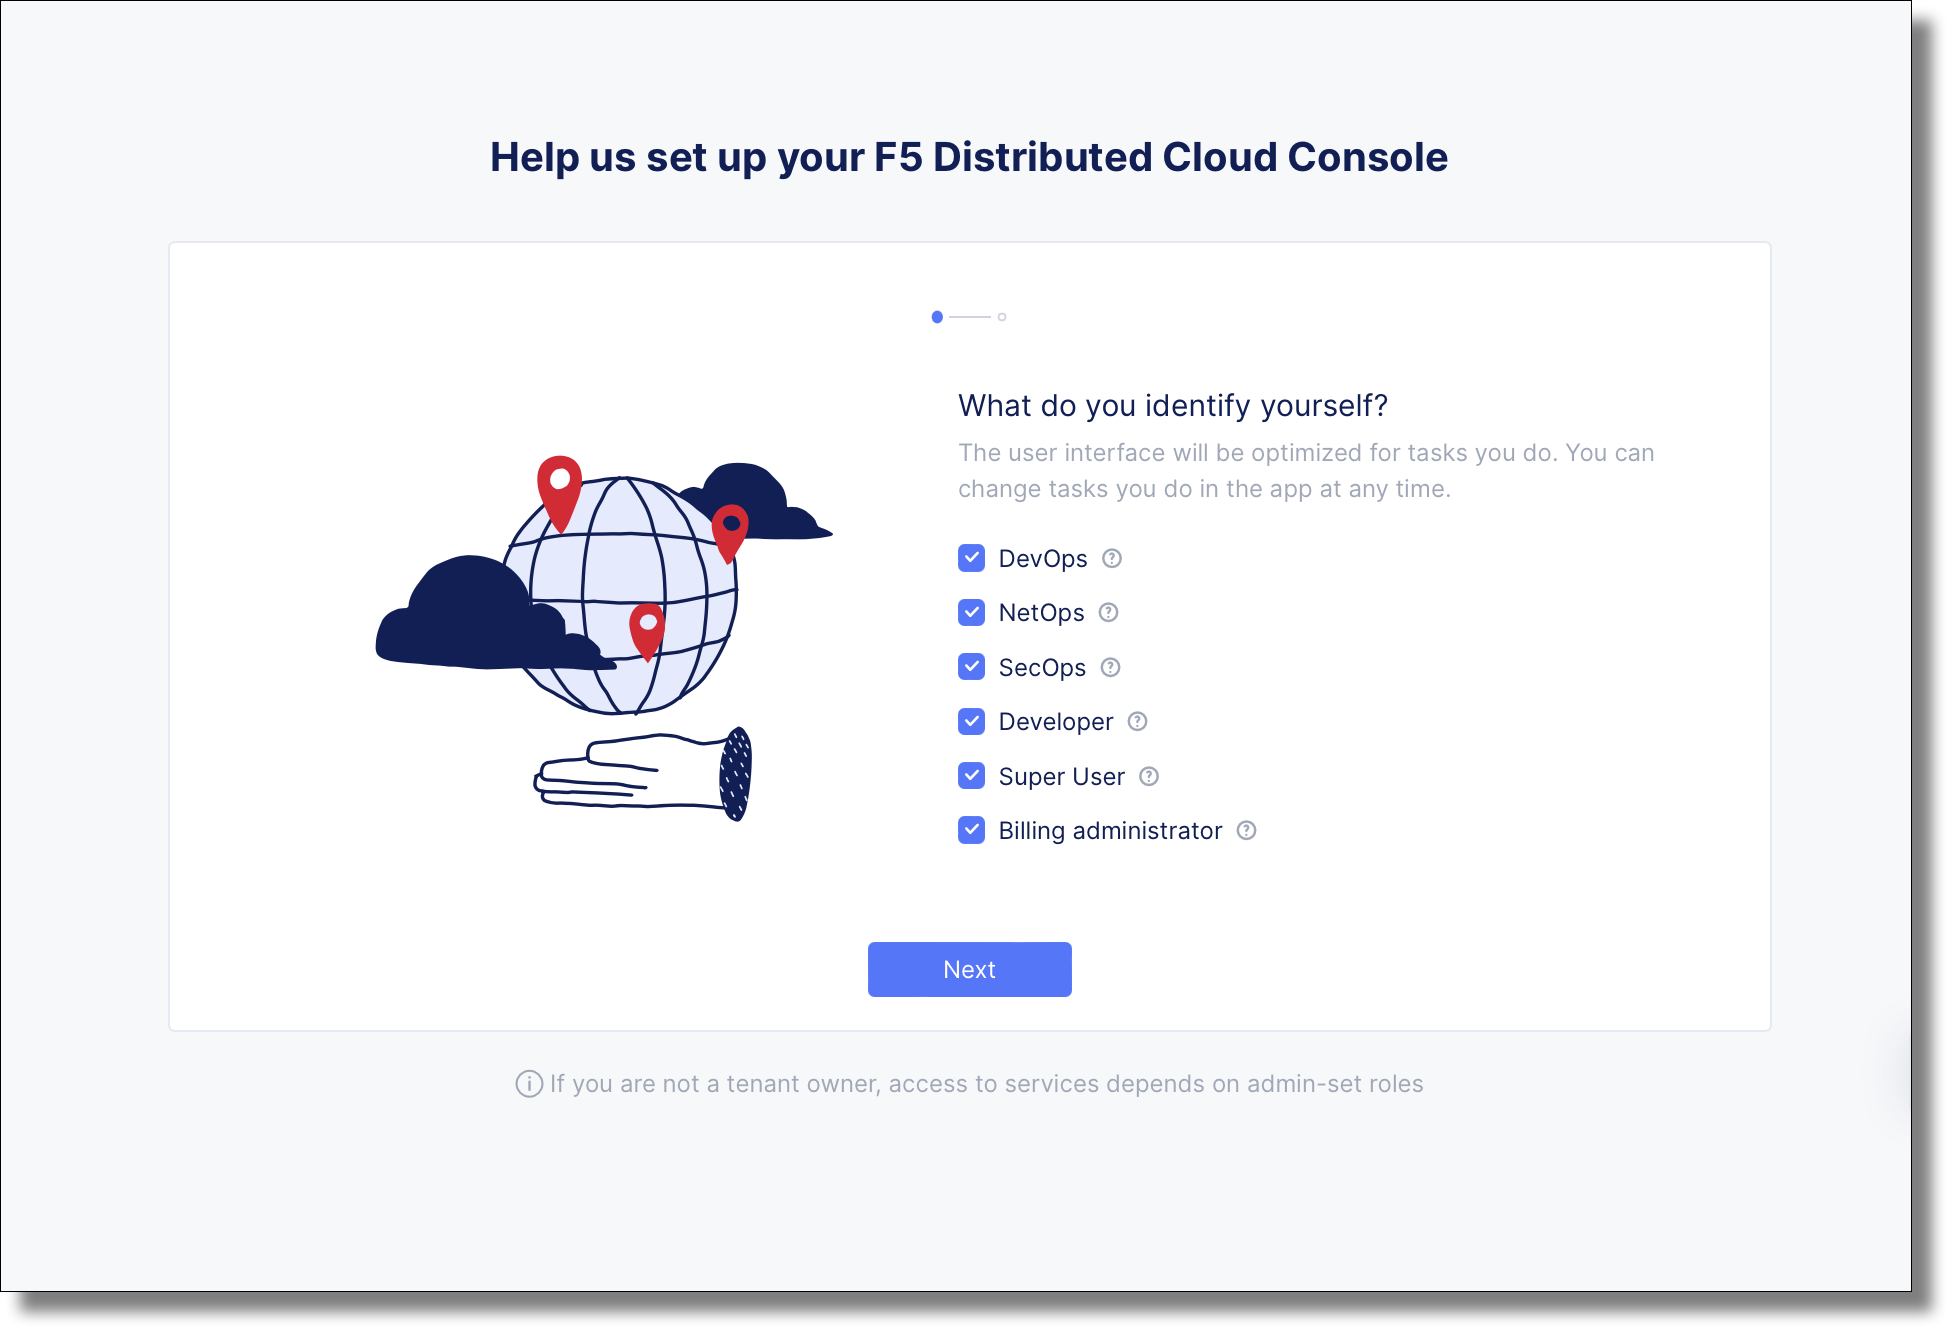 Help us set up your F5 Distributed Cloud Console
What do you identify yourself?
The user interface will be optimized for tasks you do. You can
change tasks you do in the app at any time.
DevOps
NetOps
SecOps
Developer
Super User
Billing administrator
Next
If you are not a tenant owner, access to services depends on admin-set roles